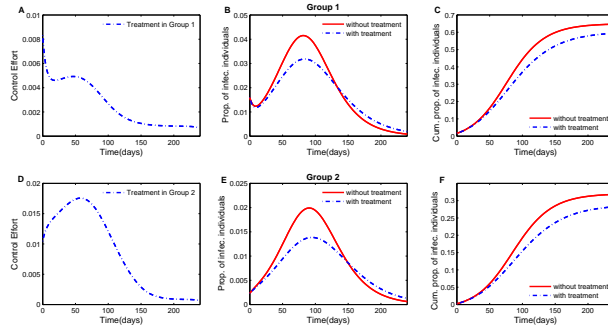 Group 1
A
Treatment in Group 1
Control Effort
0.01
0.008
0.006
0.004
0.002
0
0 50 100 150 200
Time(days)
B
without treatment
with treatment
Prop. of infec. individuals
0.05
0.04
0.03
0.02
0.01
0
0 50 100 150 200
Time(days)
C
without treatment
with treatment
Cum. prop. of infec. individuals
0.7
0.6
0.5
0.4
0.3
0.2
0.1
0
0 50 100 150 200
Time(days)
Group 2
D
Treatment in Group 2
Control Effort
0.02
0.015
0.01
0.005
0
0 50 100 150 200
Time(days)
E
without treatment
with treatment
Prop. of infec. individuals
0.025
0.02
0.015
0.01
0.005
0
0 50 100 150 200
Time(days)
F
without treatment
with treatment
Cum. prop. of infec. individuals
0.3
0.25
0.2
0.15
0.1
0.05
0
0 50 100 150 200
Time(days)